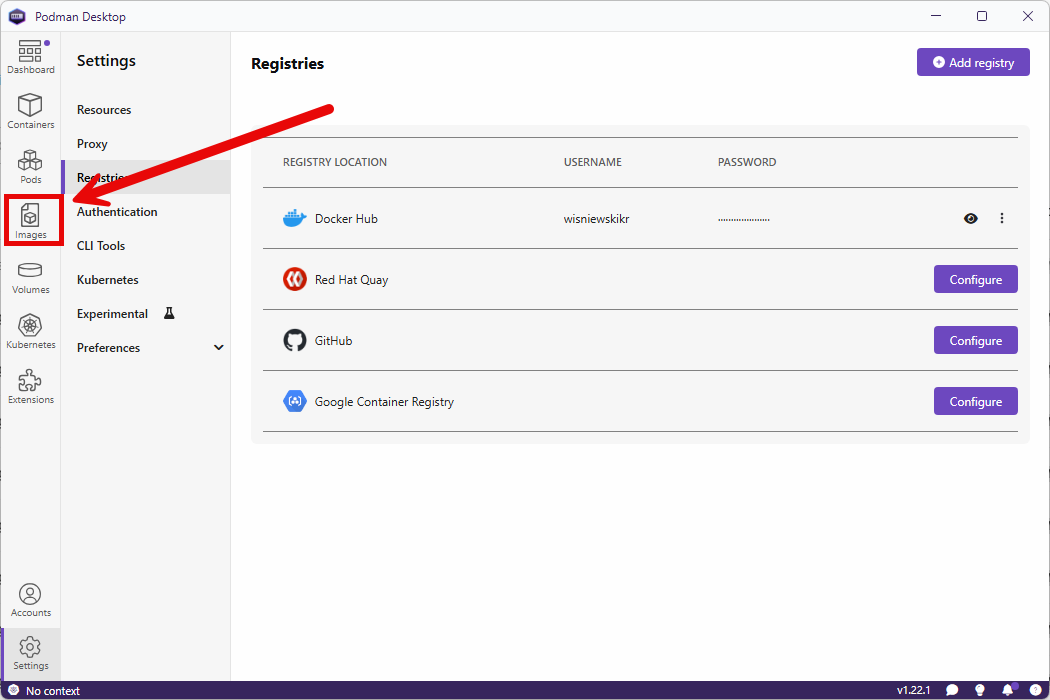 Podman Desktop
Dashboard
Containers
Pods
Images
Volumes
Kubernetes
Extensions
Accounts
Settings
Settings
Resources
Proxy
Registries
Authentication
CLI Tools
Kubernetes
Experimental
Preferences
Registries
Add registry
REGISTRY LOCATION USERNAME PASSWORD
Docker Hub wisniewskikr ····················
Red Hat Quay Configure
GitHub Configure
Google Container Registry Configure
No context
v1.22.1